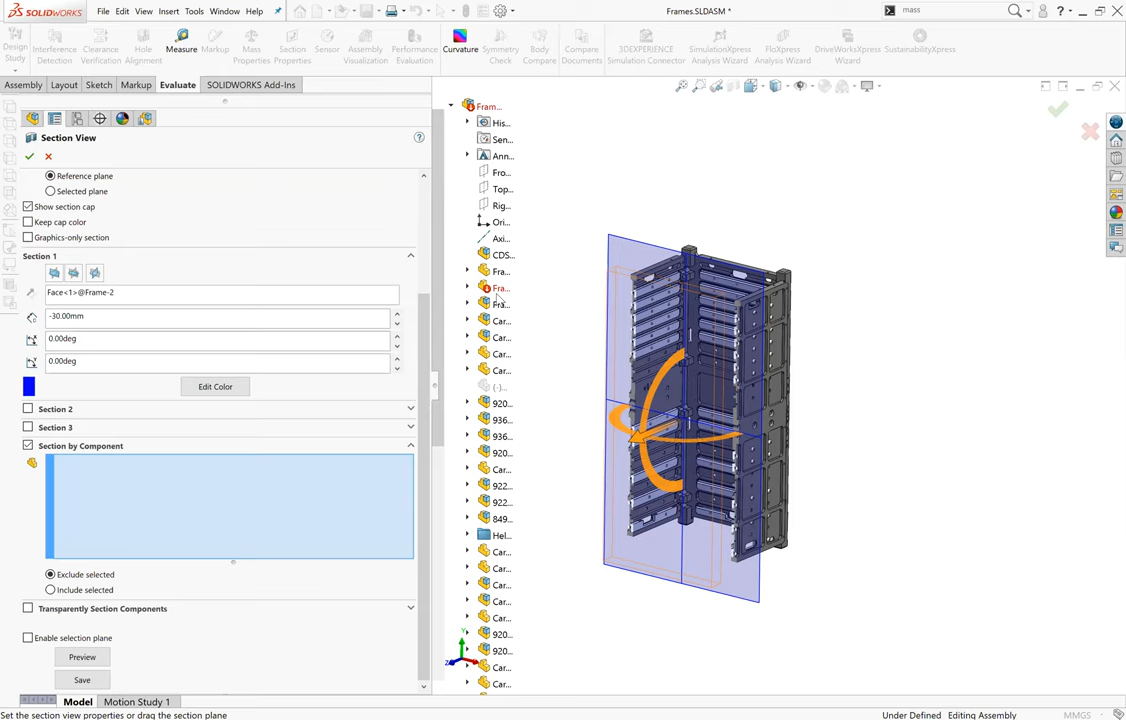 SOLIDWORKS File Edit View Insert Tools Window Help Frames.SLDASM * mass
Design Study
Interference Detection
Clearance Verification
Hole Alignment
Measure
Markup
Mass Properties
Section Properties
Sensor
Assembly Visualization
Performance Evaluation
Curvature
Symmetry Check
Body Compare
Compare Documents
3DEXPERIENCE Simulation Connector
SimulationXpress Analysis Wizard
FloXpress Analysis Wizard
DriveWorksXpress Wizard
SustainabilityXpress
Assembly Layout Sketch Markup Evaluate SOLIDWORKS Add-Ins
Section View
Reference plane
Selected plane
Show section cap
Keep cap color
Graphics-only section
Section 1
Face<1>@Frame-2
-30.00mm
0.00deg
0.00deg
Edit Color
Section 2
Section 3
Section by Component
Exclude selected
Include selected
Transparently Section Components
Enable selection plane
Preview
Save
Fram...
His...
Sen...
Ann...
Fro...
Top...
Rig...
Ori...
Axi...
CDS...
Fra...
Fra...
Fra...
Car...
Car...
Car...
Car...
(-)...
920...
936...
936...
920...
Car...
922...
922...
849...
Hel...
Car...
Car...
Car...
Car...
Car...
920...
920...
Car...
Car...
Y
Z
Model Motion Study 1
Set the section view properties or drag the section plane Under Defined Editing Assembly MMGS